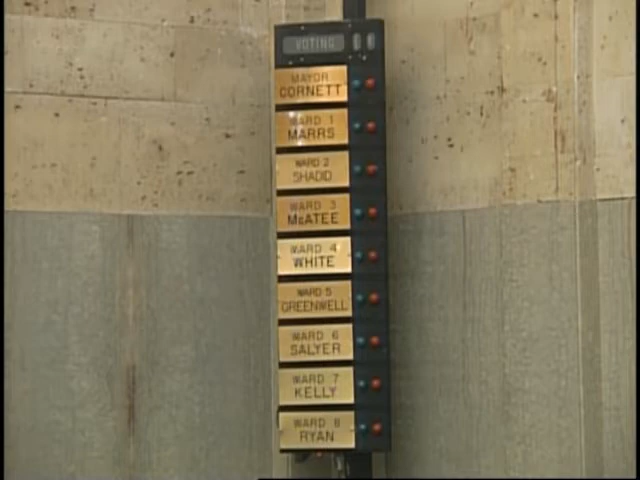 VOTING
MAYOR
CORNETT
WARD 1
MARRS
WARD 2
SHADID
WARD 3
McATEE
WARD 4
WHITE
WARD 5
GREENWELL
WARD 6
SALYER
WARD 7
KELLY
WARD 8
RYAN